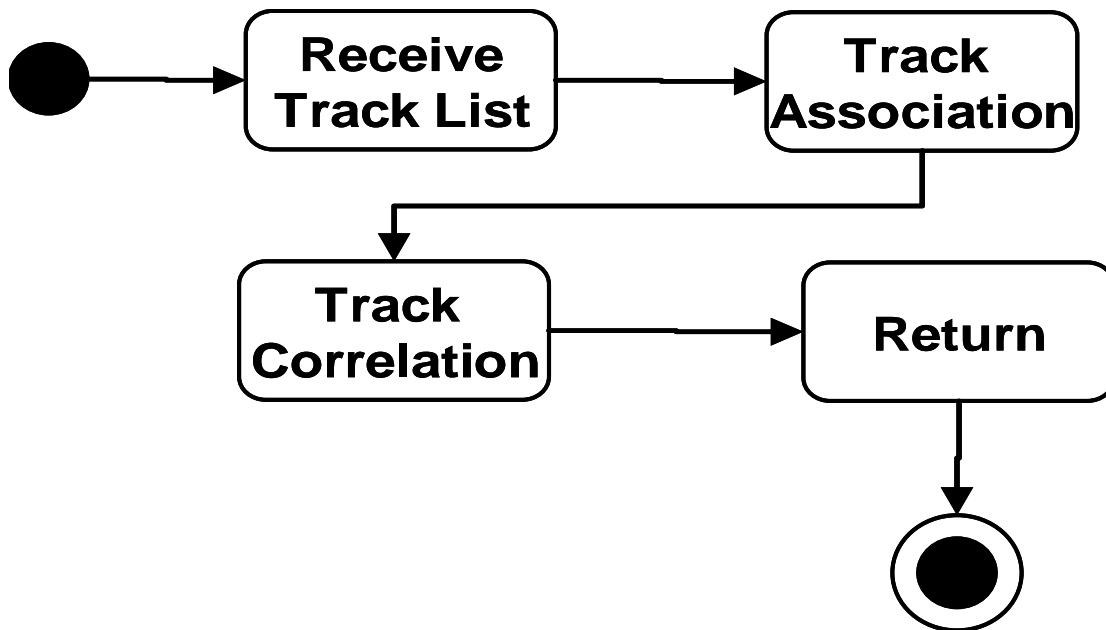 Receive
Track List
Track
Association
Track
Correlation
Return